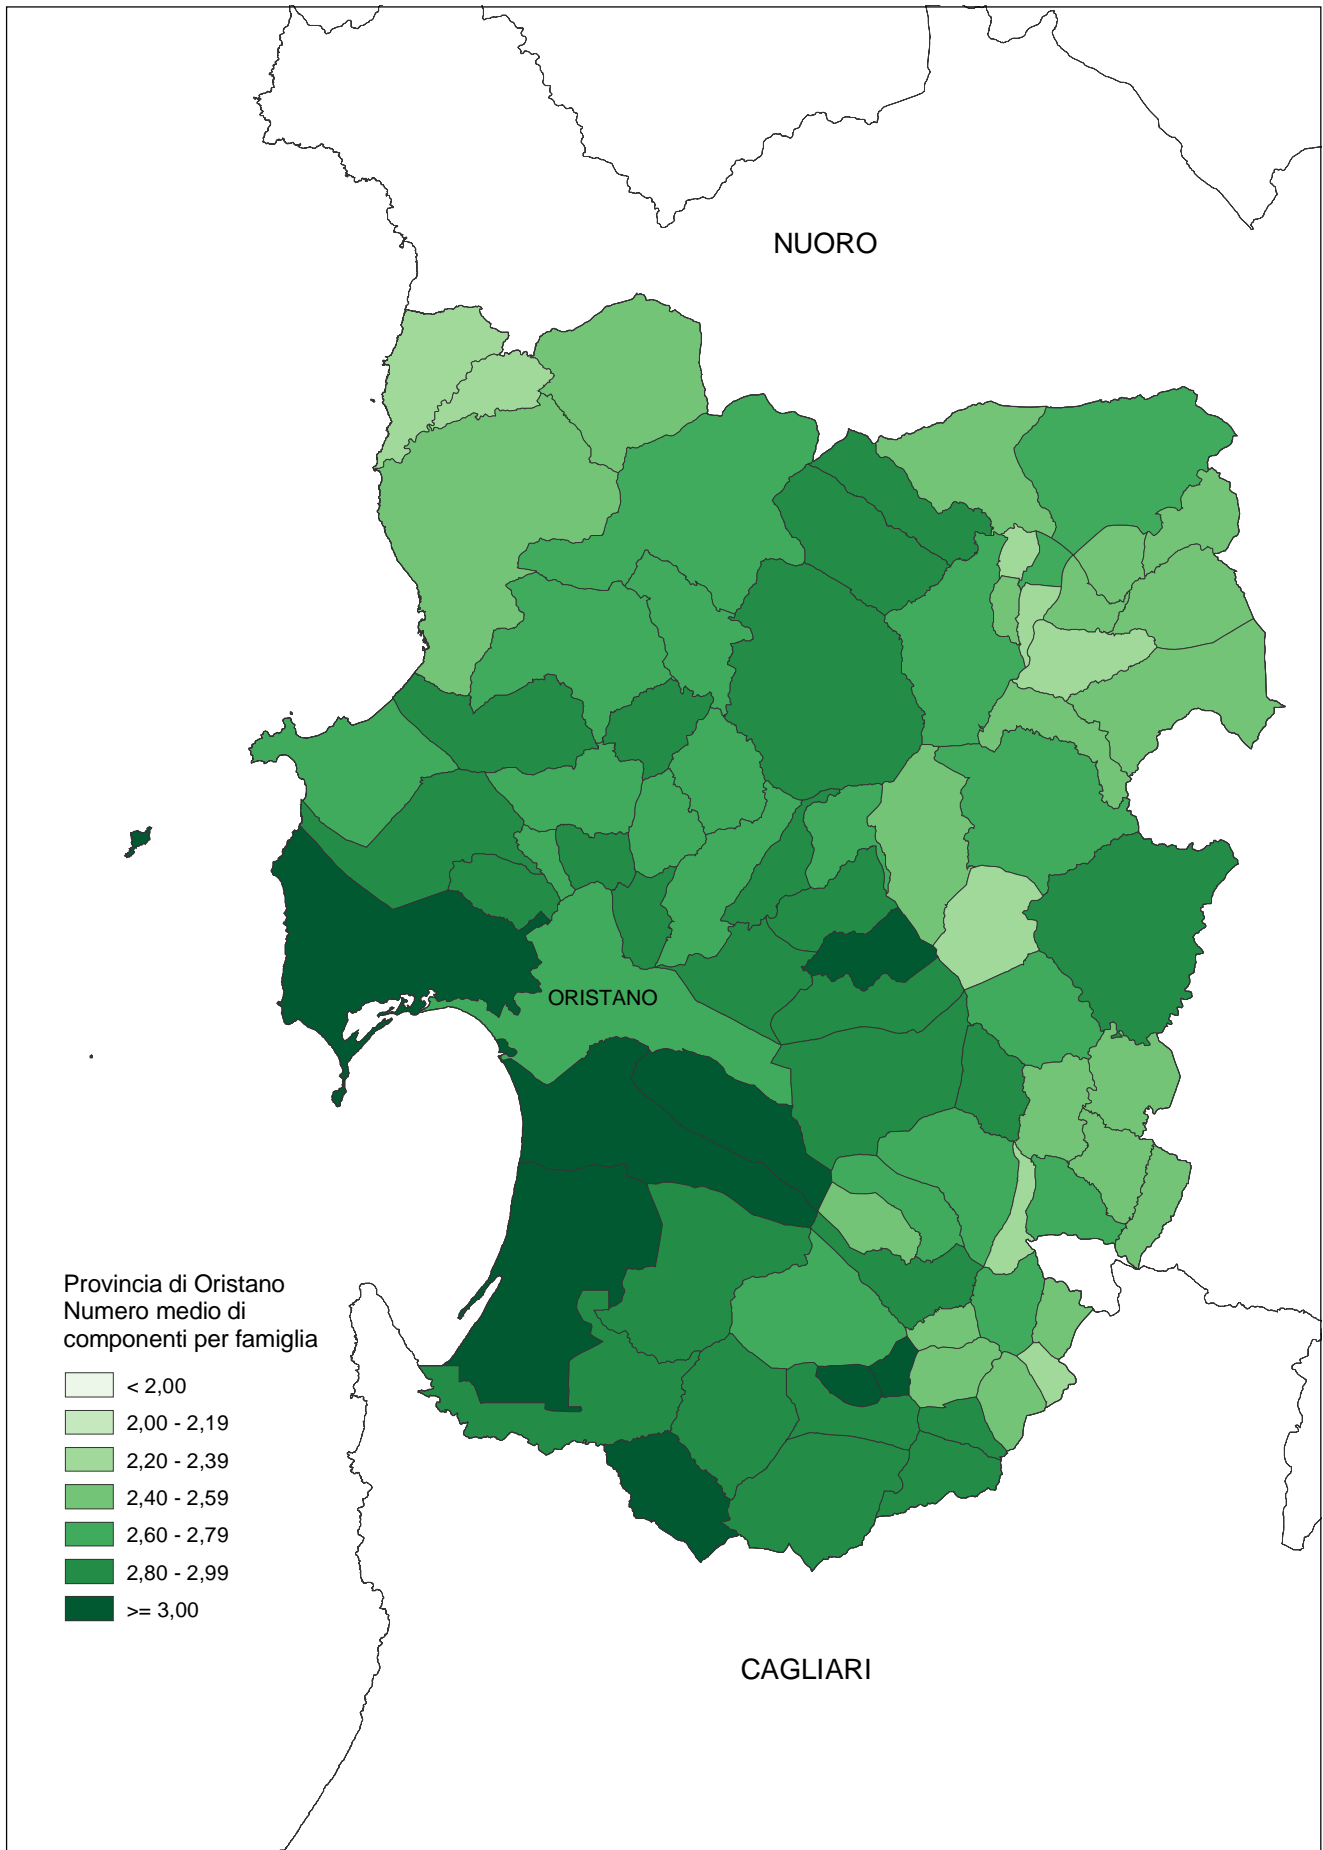 NUORO
ORISTANO
Provincia di Oristano
Numero medio di
componenti per famiglia
< 2,00
2,00 - 2,19
2,20 - 2,39
2,40 - 2,59
2,60 - 2,79
2,80 - 2,99
>= 3,00
CAGLIARI